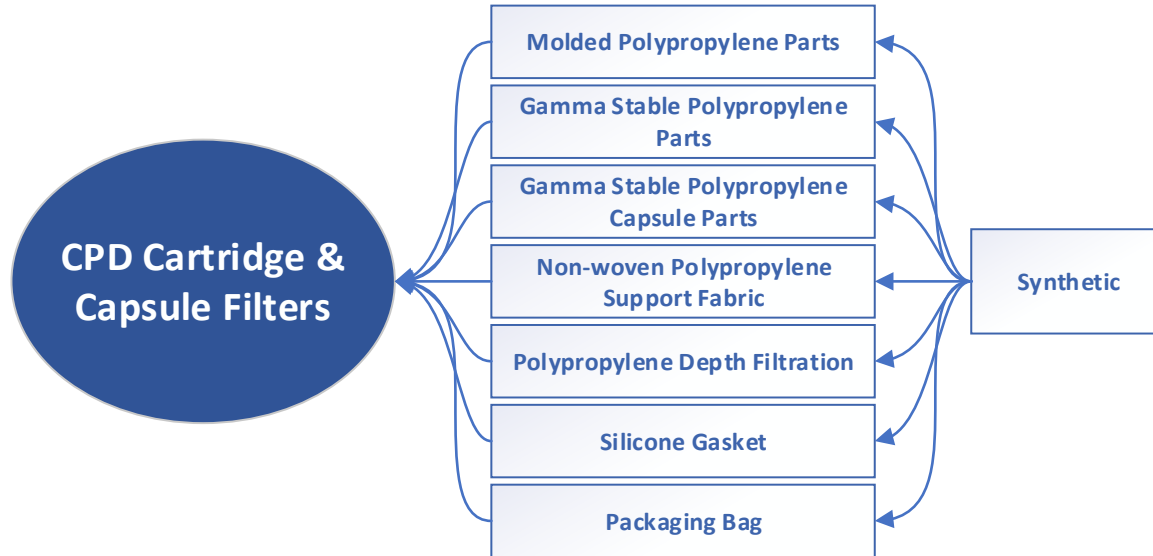 CPD Cartridge &
Capsule Filters
Molded Polypropylene Parts
Gamma Stable Polypropylene
Parts
Gamma Stable Polypropylene
Capsule Parts
Non-woven Polypropylene
Support Fabric
Polypropylene Depth Filtration
Silicone Gasket
Packaging Bag
Synthetic